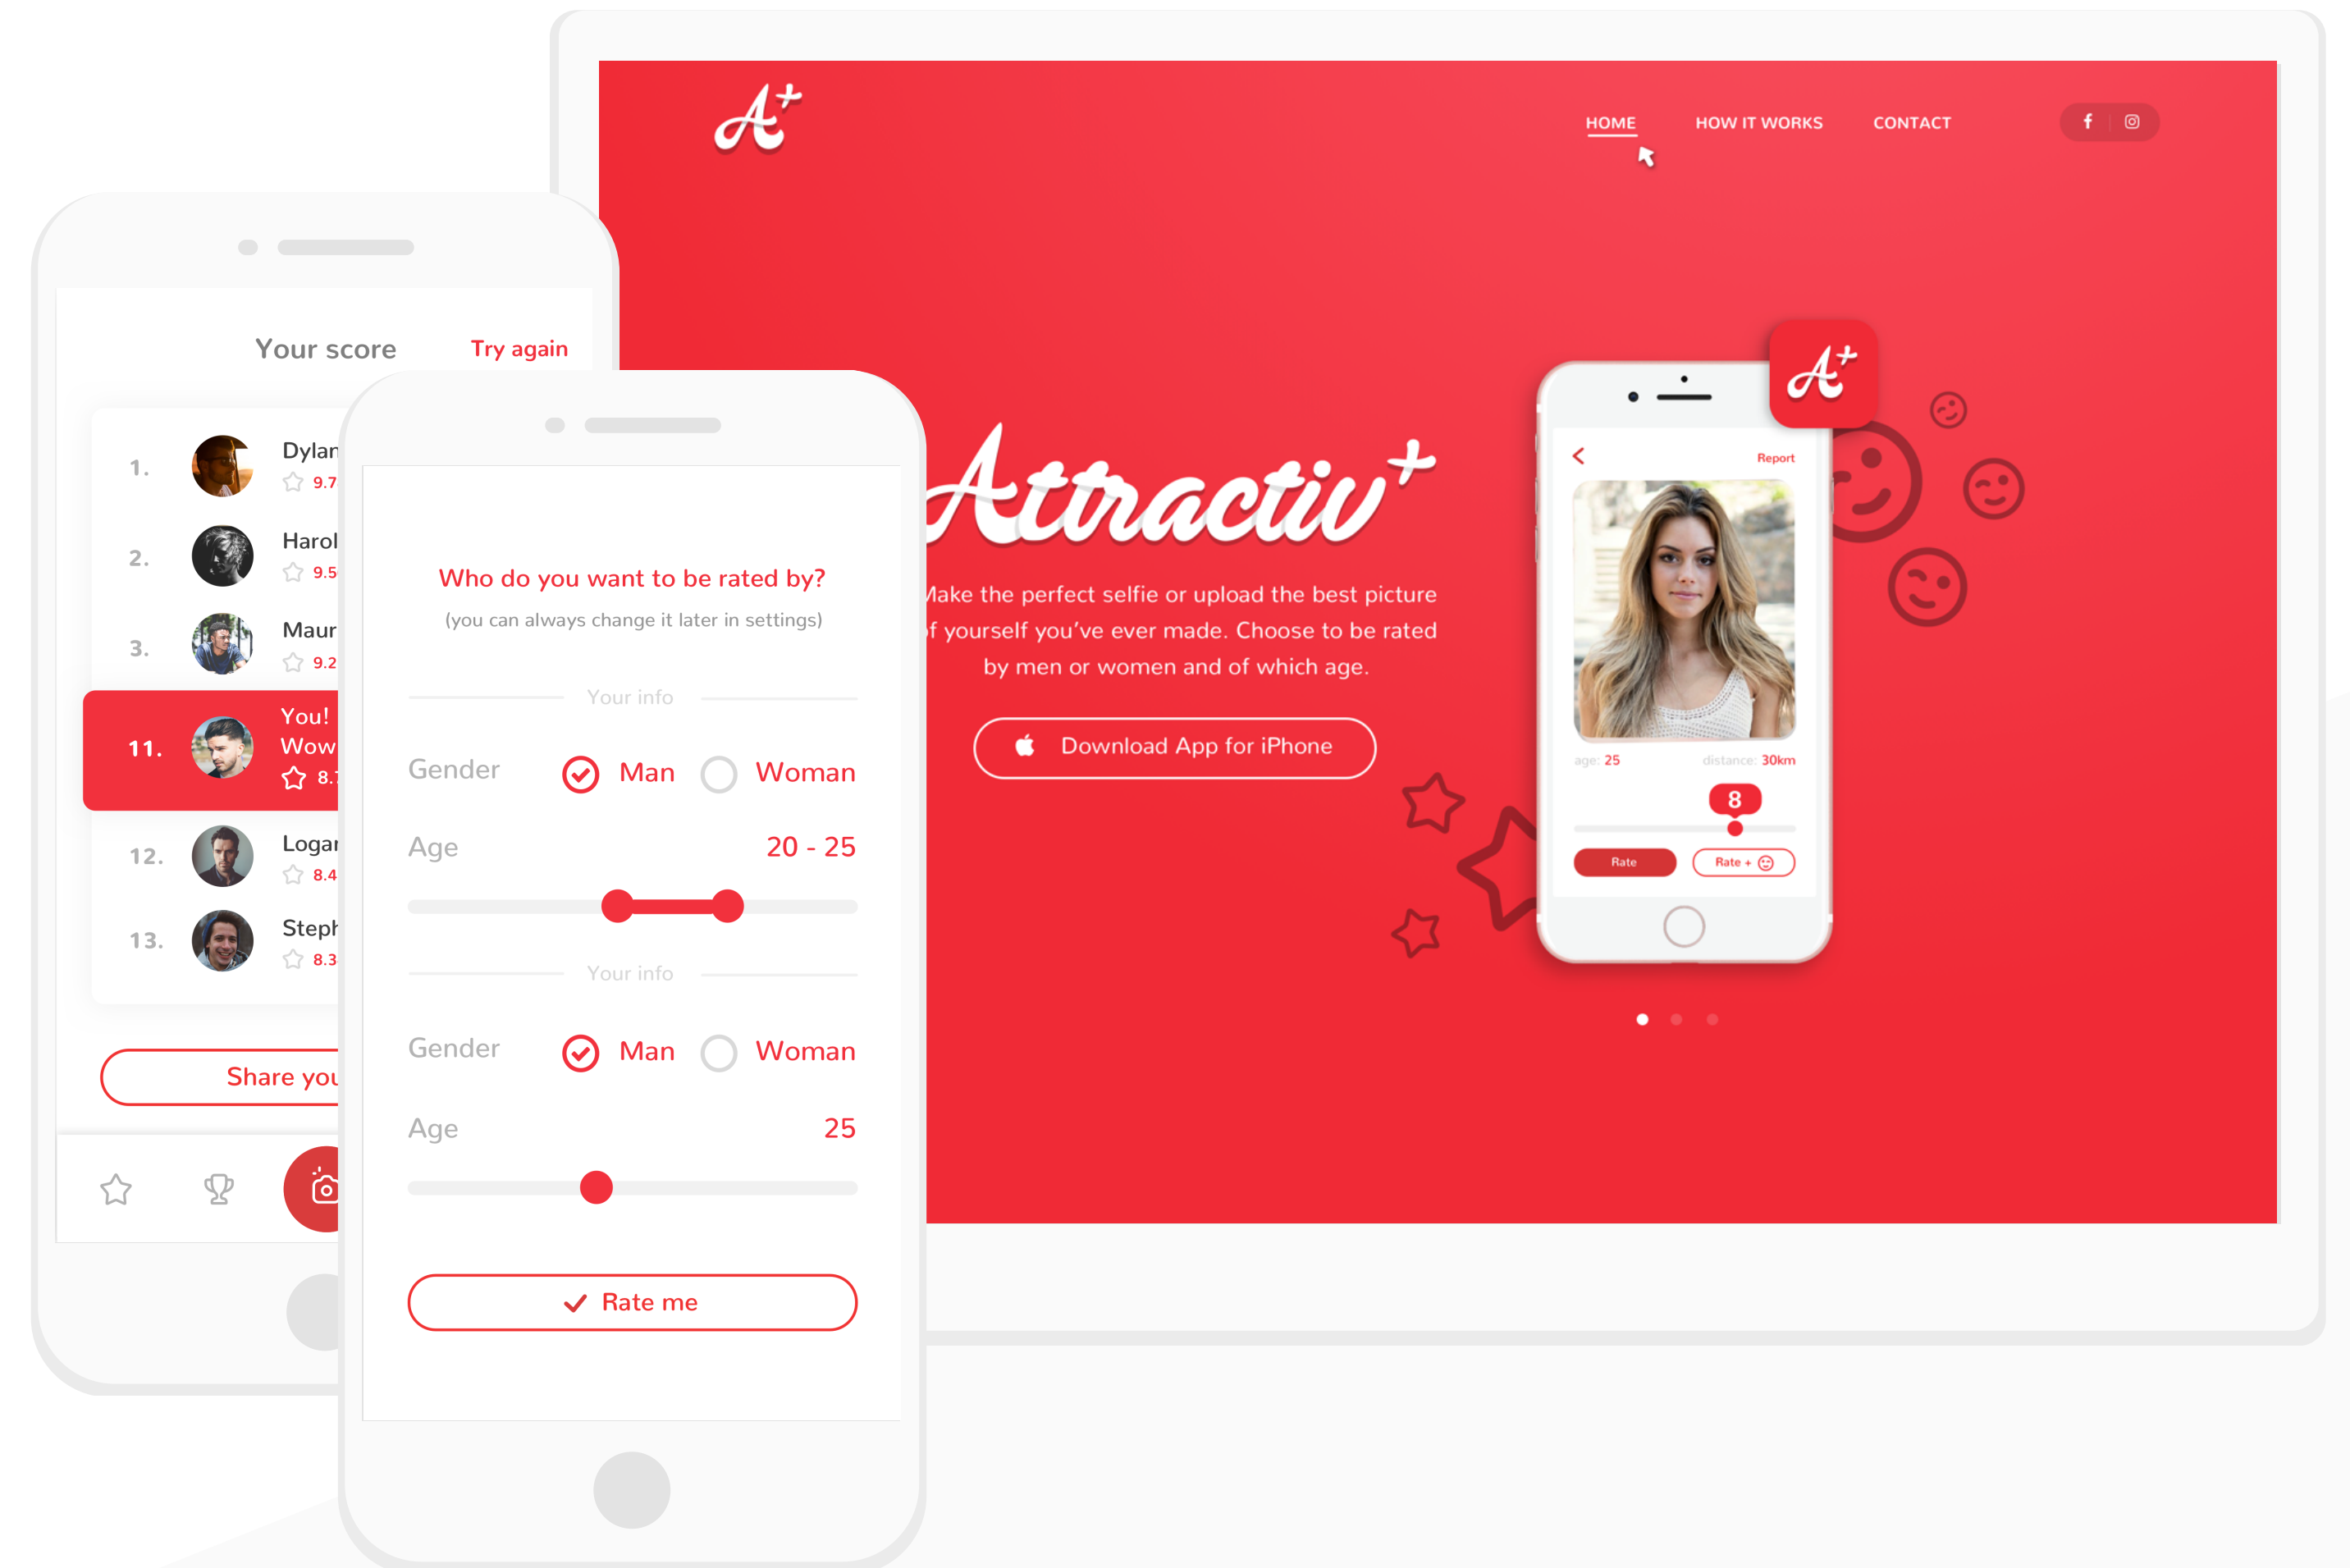 A+
HOME
HOW IT WORKS
CONTACT
Attractiv+
Make the perfect selfie or upload the best picture
of yourself you've ever made. Choose to be rated
by men or women and of which age.
Download App for iPhone
A+
Report
age: 25
distance: 30km
8
Rate
Rate +
Your score
Try again
1.
Dylan
9.7
2.
Harol
9.5
3.
Maur
9.2
11.
You!
Wow
8.
12.
Logan
8.4
13.
Steph
8.3
Share you
Who do you want to be rated by?
(you can always change it later in settings)
Your info
Gender
Man
Woman
Age
20 - 25
Your info
Gender
Man
Woman
Age
25
Rate me